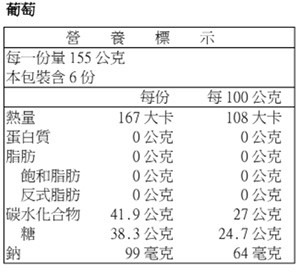 葡萄
營養標示
每一份量 155 公克
本包裝含 6 份
每份 每 100 公克
熱量 167 大卡 108 大卡
蛋白質 0 公克 0 公克
脂肪 0 公克 0 公克
飽和脂肪 0 公克 0 公克
反式脂肪 0 公克 0 公克
碳水化合物 41.9 公克 27 公克
糖 38.3 公克 24.7 公克
鈉 99 毫克 64 毫克